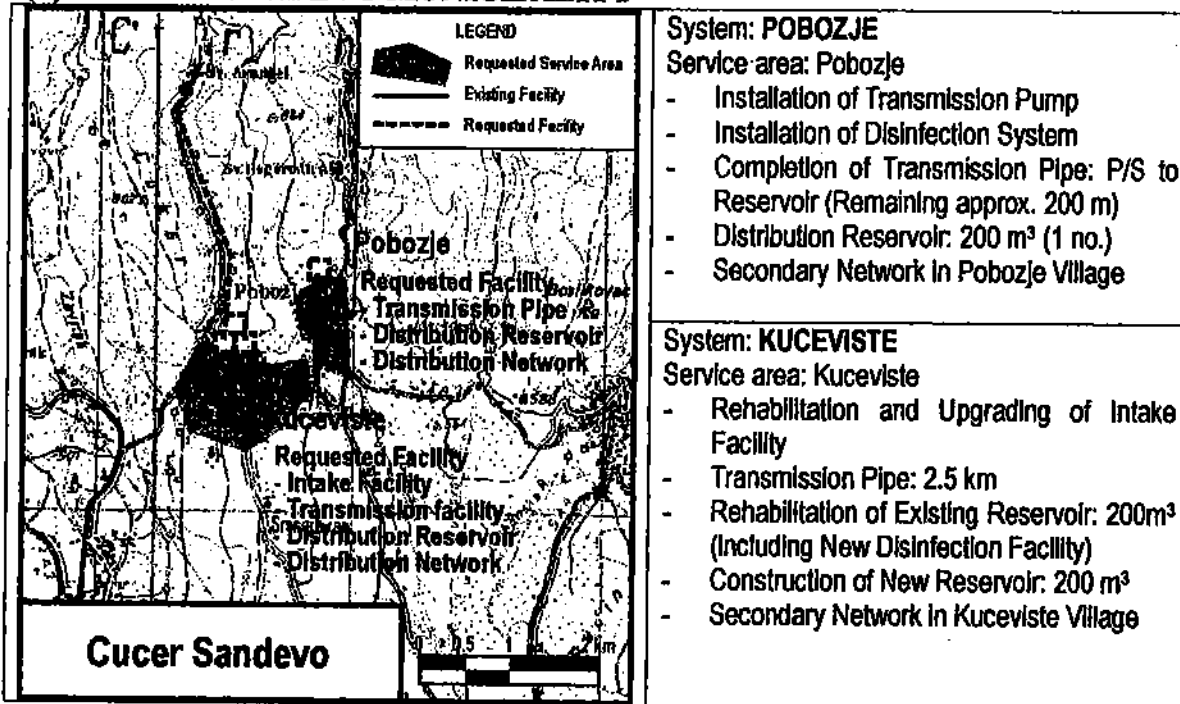 LEGEND
Requested Service Area
Existing Facility
Requested Facility
Pobozje
Requested Facility
- Transmission Pipe
- Distribution Reservoir
- Distribution Network
Kuceviste
Requested Facility
- Intake Facility
- Transmission facility
- Distribution Reservoir
- Distribution Network
Cucer Sandevo
0 0.5 1 2 km
System: POBOZJE
Service area: Pobozje
- Installation of Transmission Pump
- Installation of Disinfection System
- Completion of Transmission Pipe: P/S to
Reservoir (Remaining approx. 200 m)
- Distribution Reservoir: 200 m³ (1 no.)
- Secondary Network in Pobozje Village
System: KUCEVISTE
Service area: Kuceviste
- Rehabilitation and Upgrading of Intake
Facility
- Transmission Pipe: 2.5 km
- Rehabilitation of Existing Reservoir: 200m³
(Including New Disinfection Facility)
- Construction of New Reservoir: 200 m³
- Secondary Network in Kuceviste Village